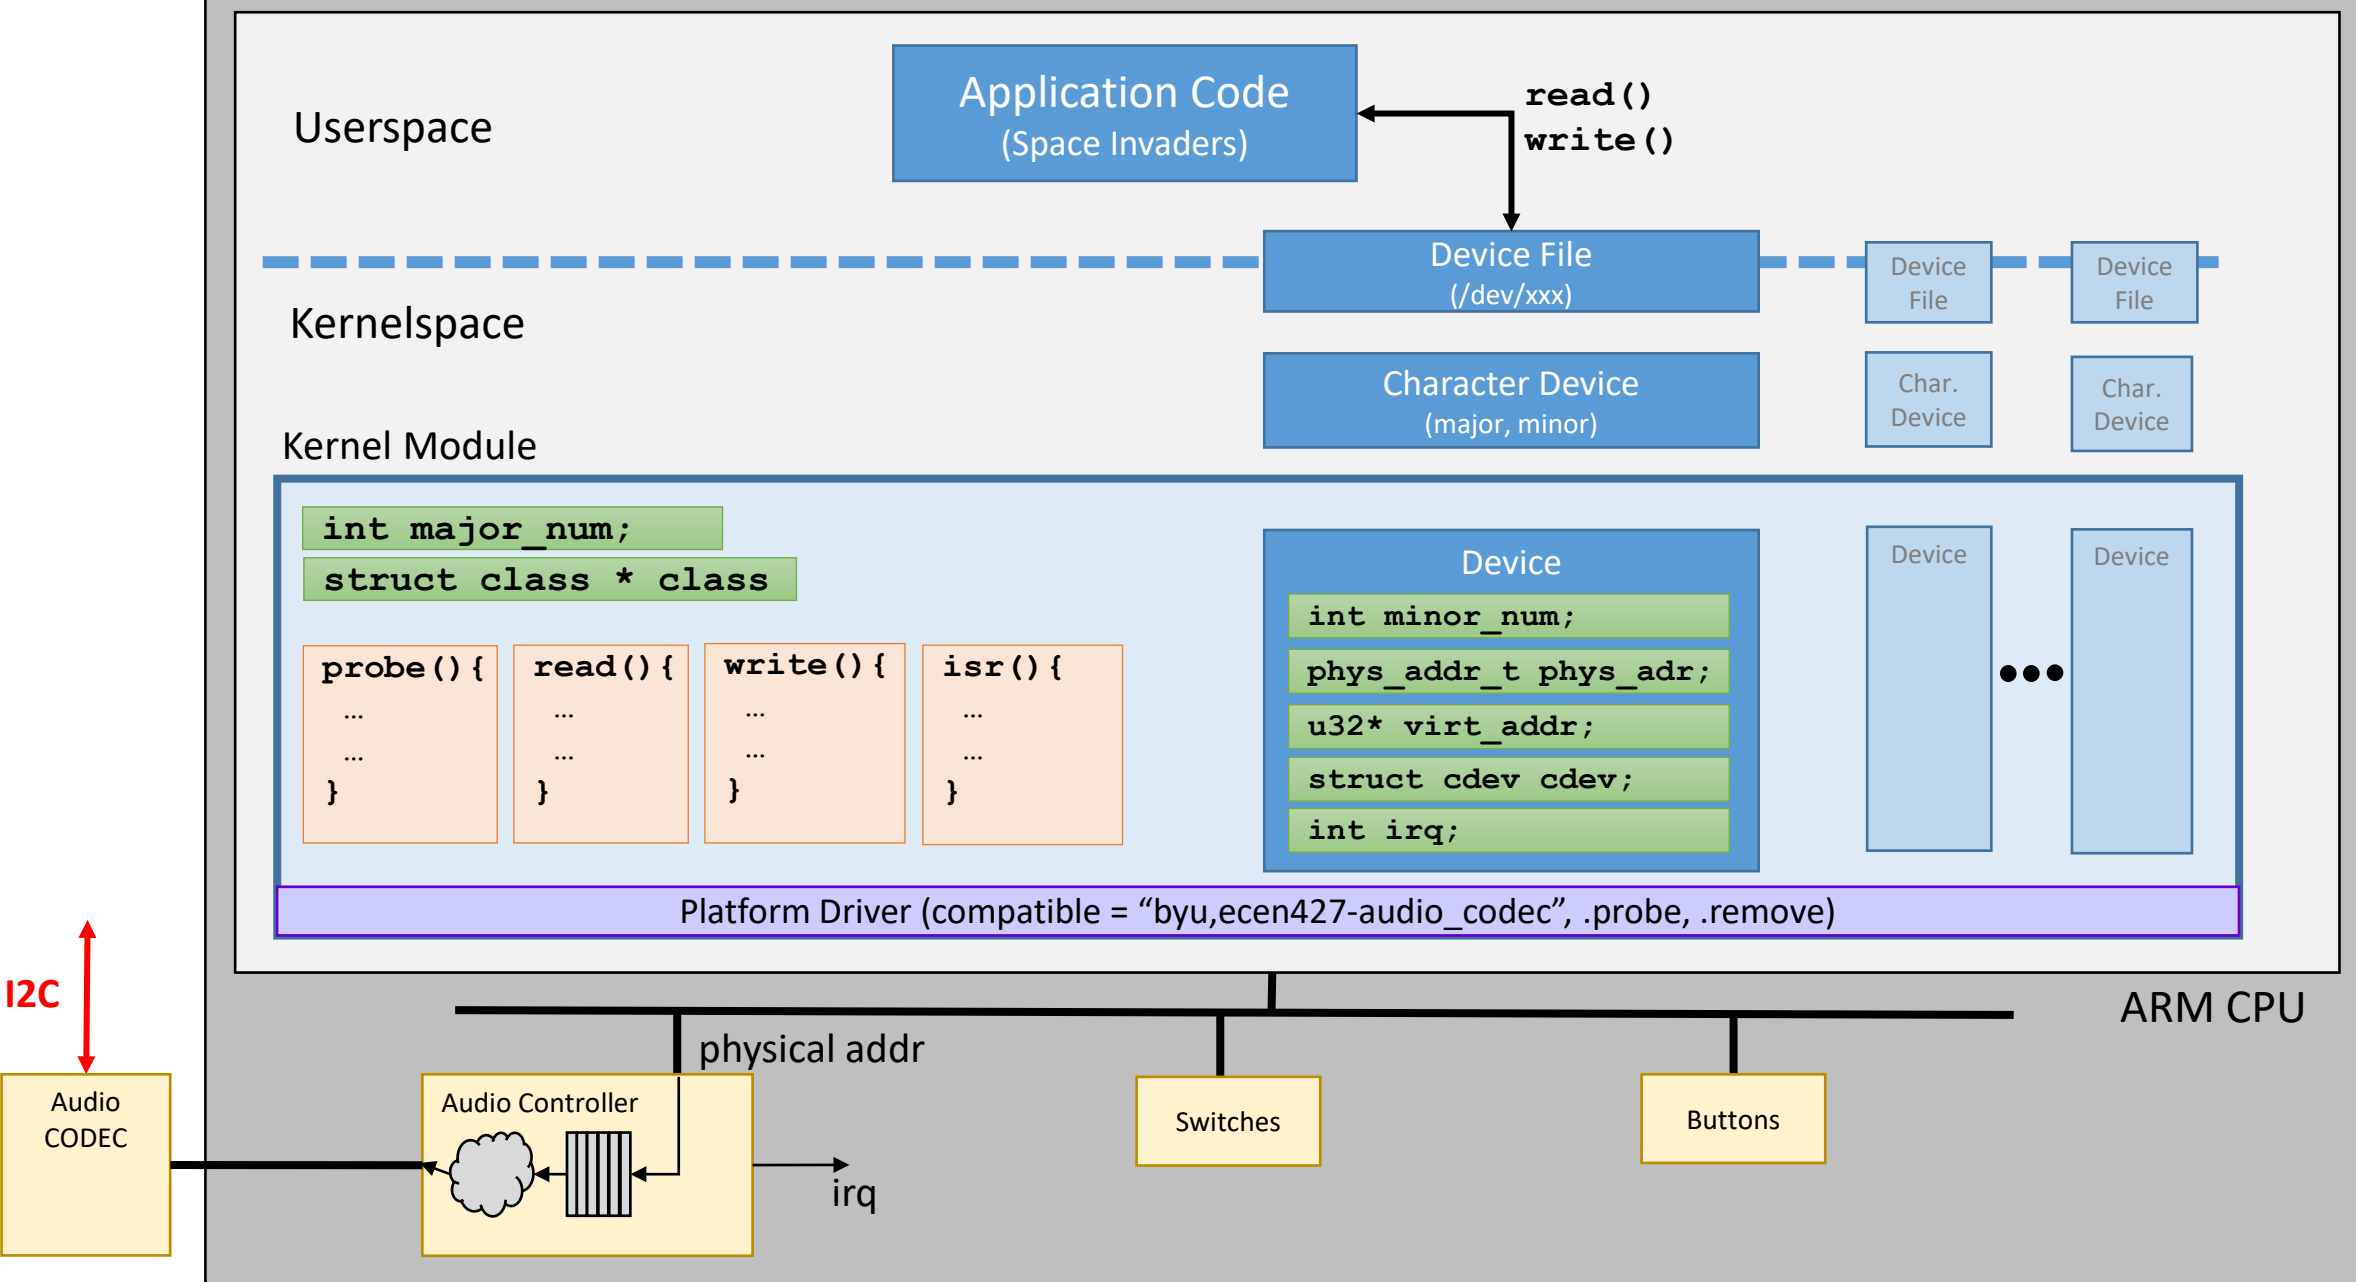 Userspace
Application Code
(Space Invaders)
read()
write()
Device File
(/dev/xxx)
Device
File
Device
File
Kernelspace
Character Device
(major, minor)
Char.
Device
Char.
Device
Kernel Module
int major_num;
struct class * class
probe(){
…
…
}
read(){
…
…
}
write(){
…
…
}
isr(){
…
…
}
Device
int minor_num;
phys_addr_t phys_adr;
u32* virt_addr;
struct cdev cdev;
int irq;
Device
Device
Platform Driver (compatible = “byu,ecen427-audio_codec”, .probe, .remove)
I2C
ARM CPU
physical addr
Audio
CODEC
Audio Controller
irq
Switches
Buttons